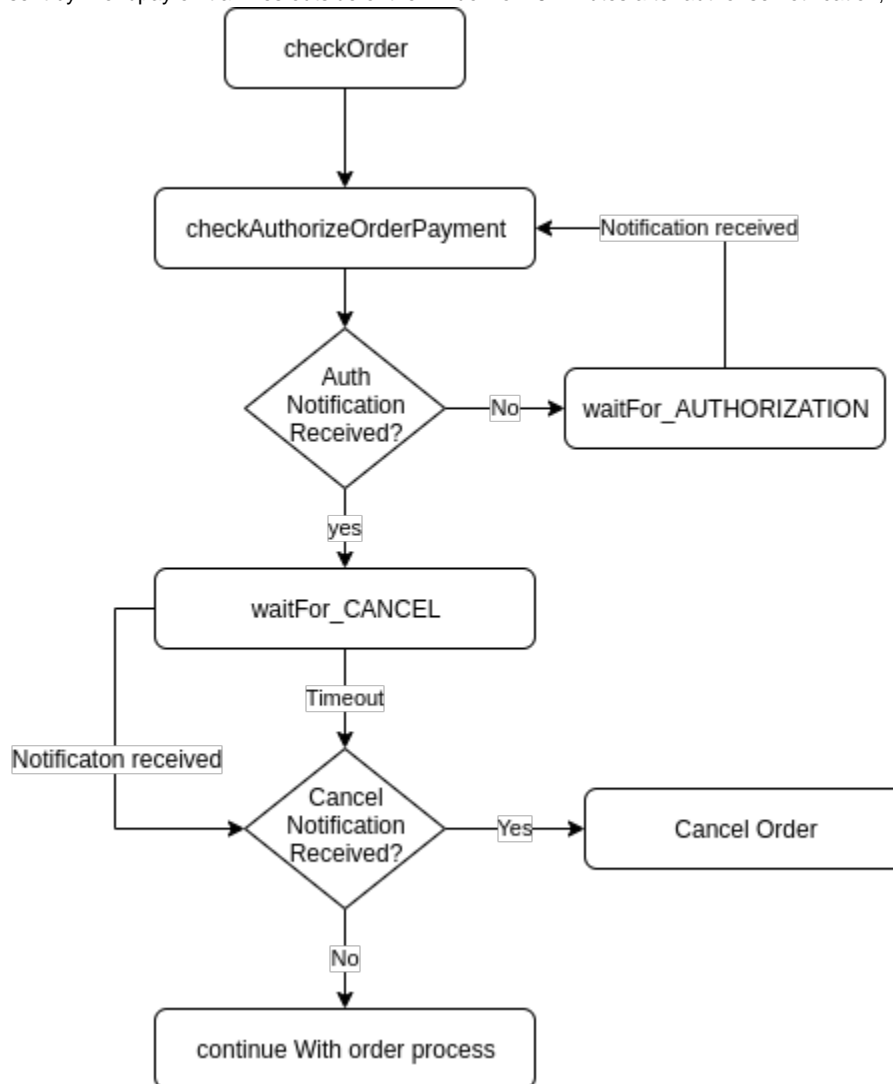 checkOrder
checkAuthorizeOrderPayment
Notification received
Auth
Notification
Received?
No
waitFor_AUTHORIZATION
yes
waitFor_CANCEL
Timeout
Notificaton received
Cancel
Notification
Received?
Yes
Cancel Order
No
continue With order process